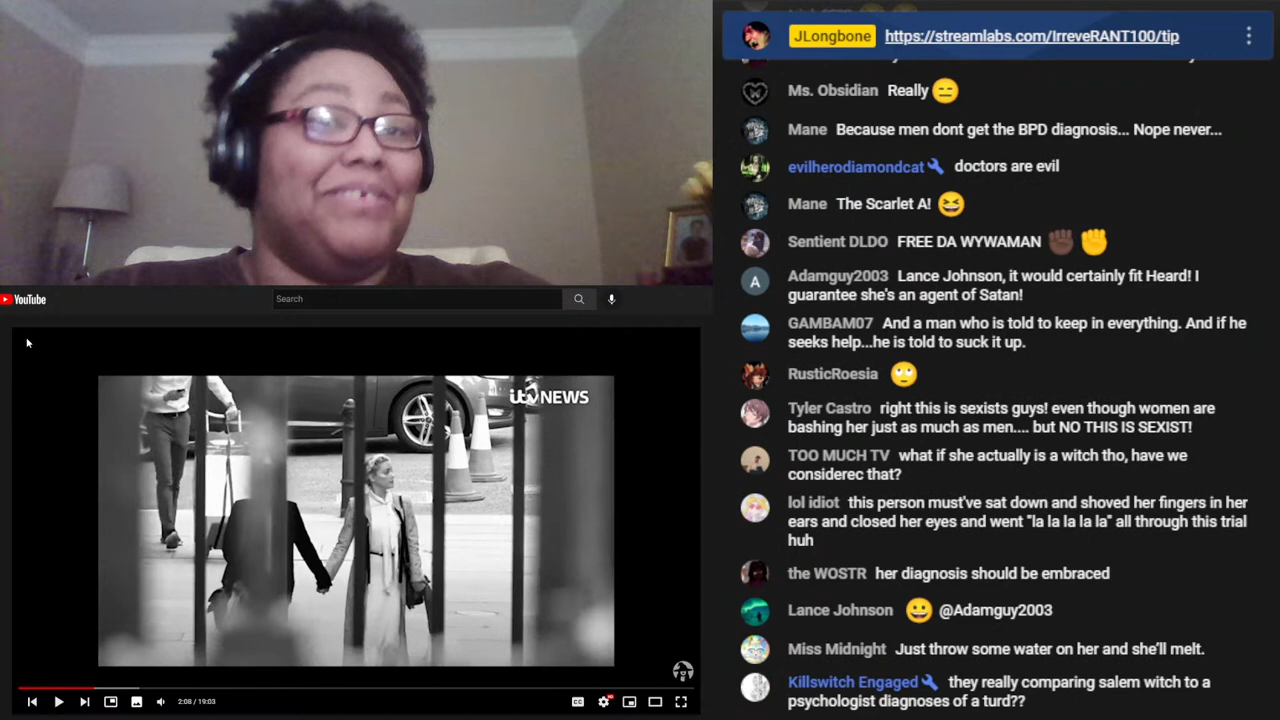 JLongbone https://streamlabs.com/IrreveRANT100/tip
Ms. Obsidian Really 😑
Mane Because men dont get the BPD diagnosis... Nope never...
evilherodiamondcat doctors are evil
Mane The Scarlet A! 😆
Sentient DLDO FREE DA WYWAMAN ✊🏿 ✊
A Adamguy2003 Lance Johnson, it would certainly fit Heard! I
guarantee she's an agent of Satan!
GAMBAM07 And a man who is told to keep in everything. And if he
seeks help...he is told to suck it up.
RusticRoesia 🙄
Tyler Castro right this is sexists guys! even though women are
bashing her just as much as men.... but NO THIS IS SEXIST!
TOO MUCH TV what if she actually is a witch tho, have we
considerec that?
lol idiot this person must've sat down and shoved her fingers in her
ears and closed her eyes and went "la la la la la" all through this trial
huh
the WOSTR her diagnosis should be embraced
Lance Johnson 😀 @Adamguy2003
Miss Midnight Just throw some water on her and she'll melt.
Killswitch Engaged they really comparing salem witch to a
psychologist diagnoses of a turd??
YouTube
Search
itv NEWS
2:08 / 19:03
CC
HD